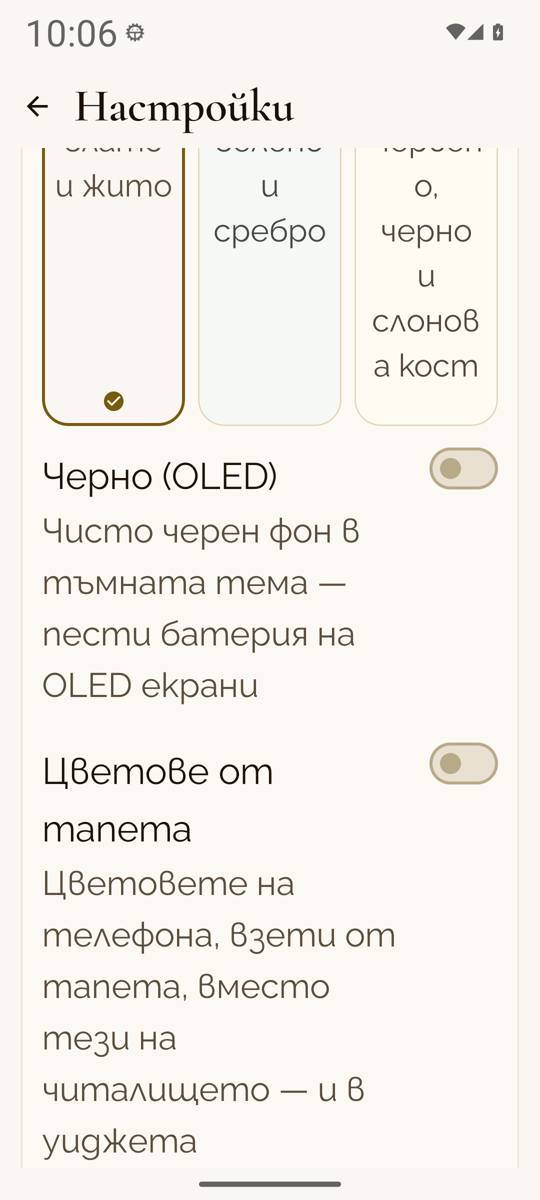 10:06
Настройки
и жито
и
сребро
о,
черно
и
слонов
а кост
Черно (OLED)
Чисто черен фон в
тъмната тема —
пести батерия на
OLED екрани
Цветове от
тапета
Цветовете на
телефона, взети от
тапета, вместо
тези на
читалището — и в
уиджета